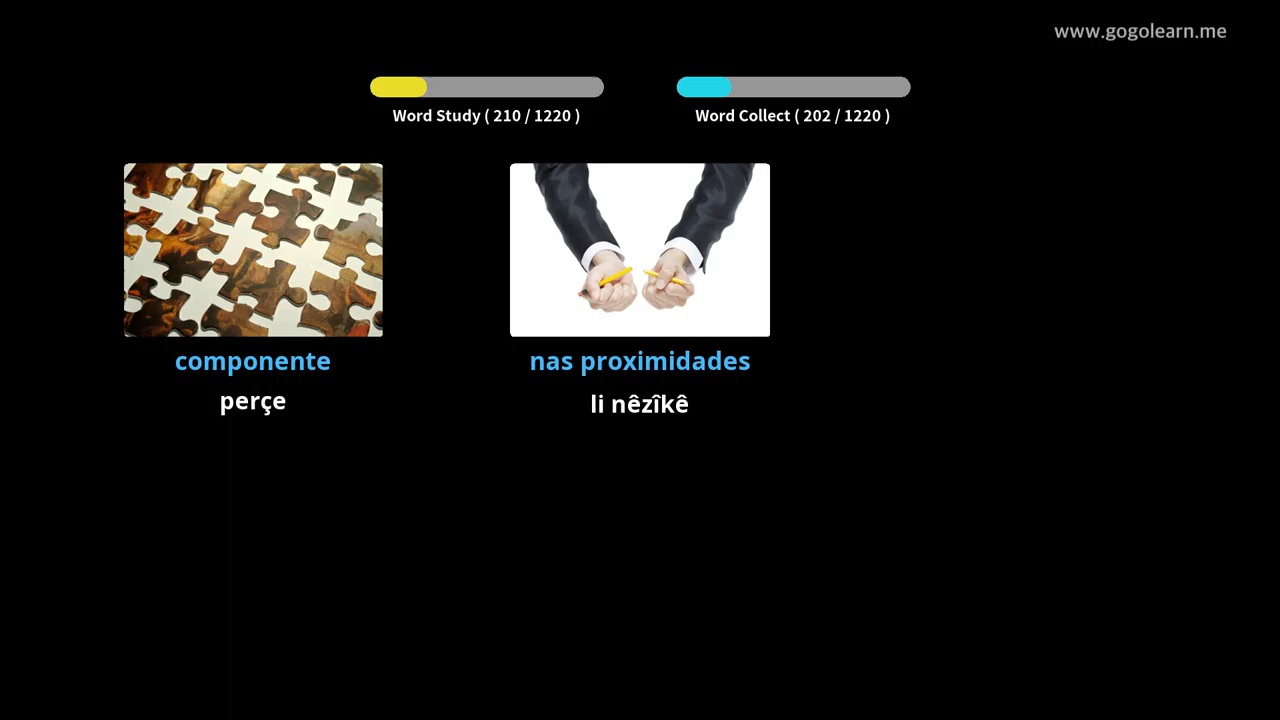 www.gogolearn.me
Word Study ( 210 / 1220 )
Word Collect ( 202 / 1220 )
componente
perçe
nas proximidades
li nêzîkê